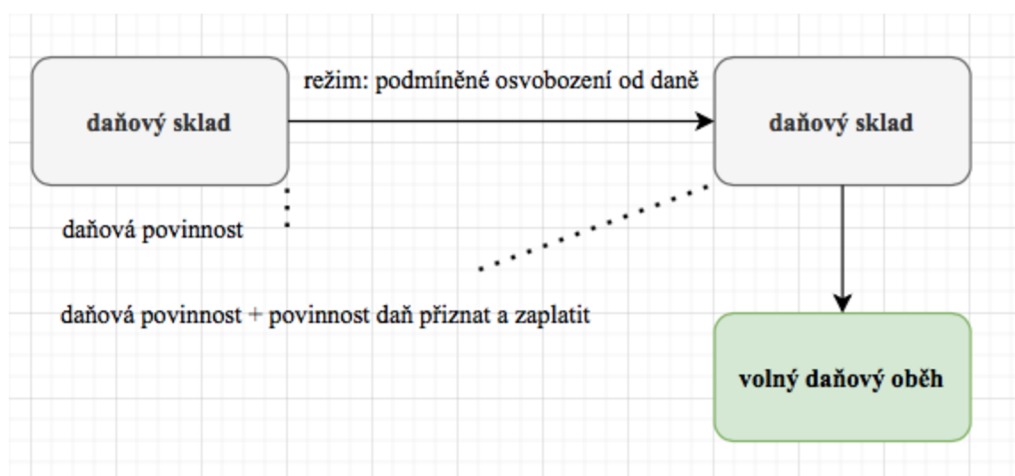 režim: podmíněné osvobození od daně
daňový sklad
daňový sklad
daňová povinnost
daňová povinnost + povinnost daň přiznat a zaplatit
volný daňový oběh